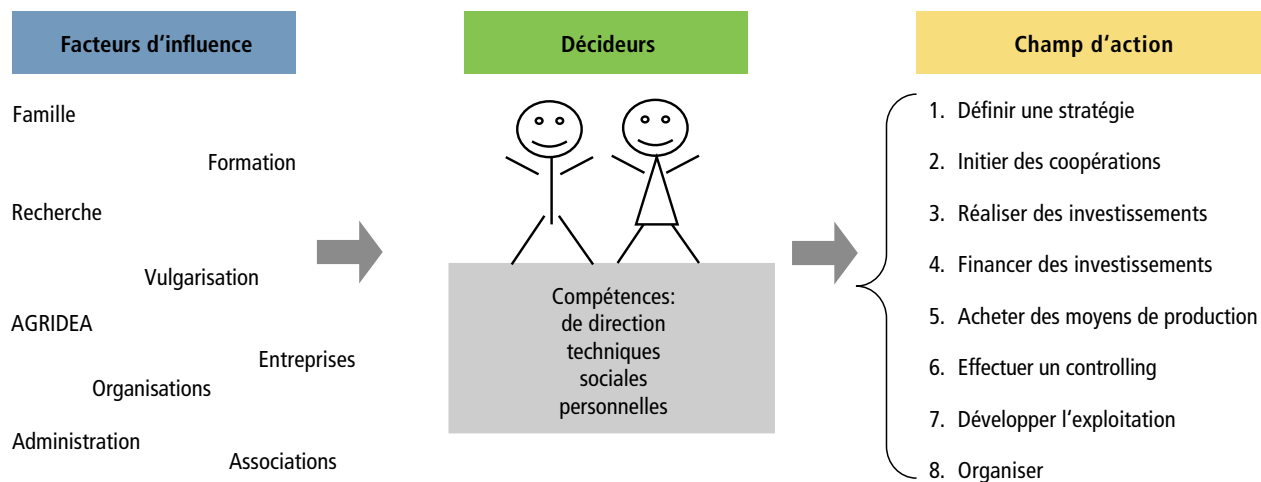 Facteurs d‘influence
Famille
Formation
Recherche
Vulgarisation
AGRIDEA
Entreprises
Organisations
Administration
Associations
Décideurs
Compétences:
de direction
techniques
sociales
personnelles
Champ d‘action
1. Définir une stratégie
2. Initier des coopérations
3. Réaliser des investissements
4. Financer des investissements
5. Acheter des moyens de production
6. Effectuer un controlling
7. Développer l‘exploitation
8. Organiser